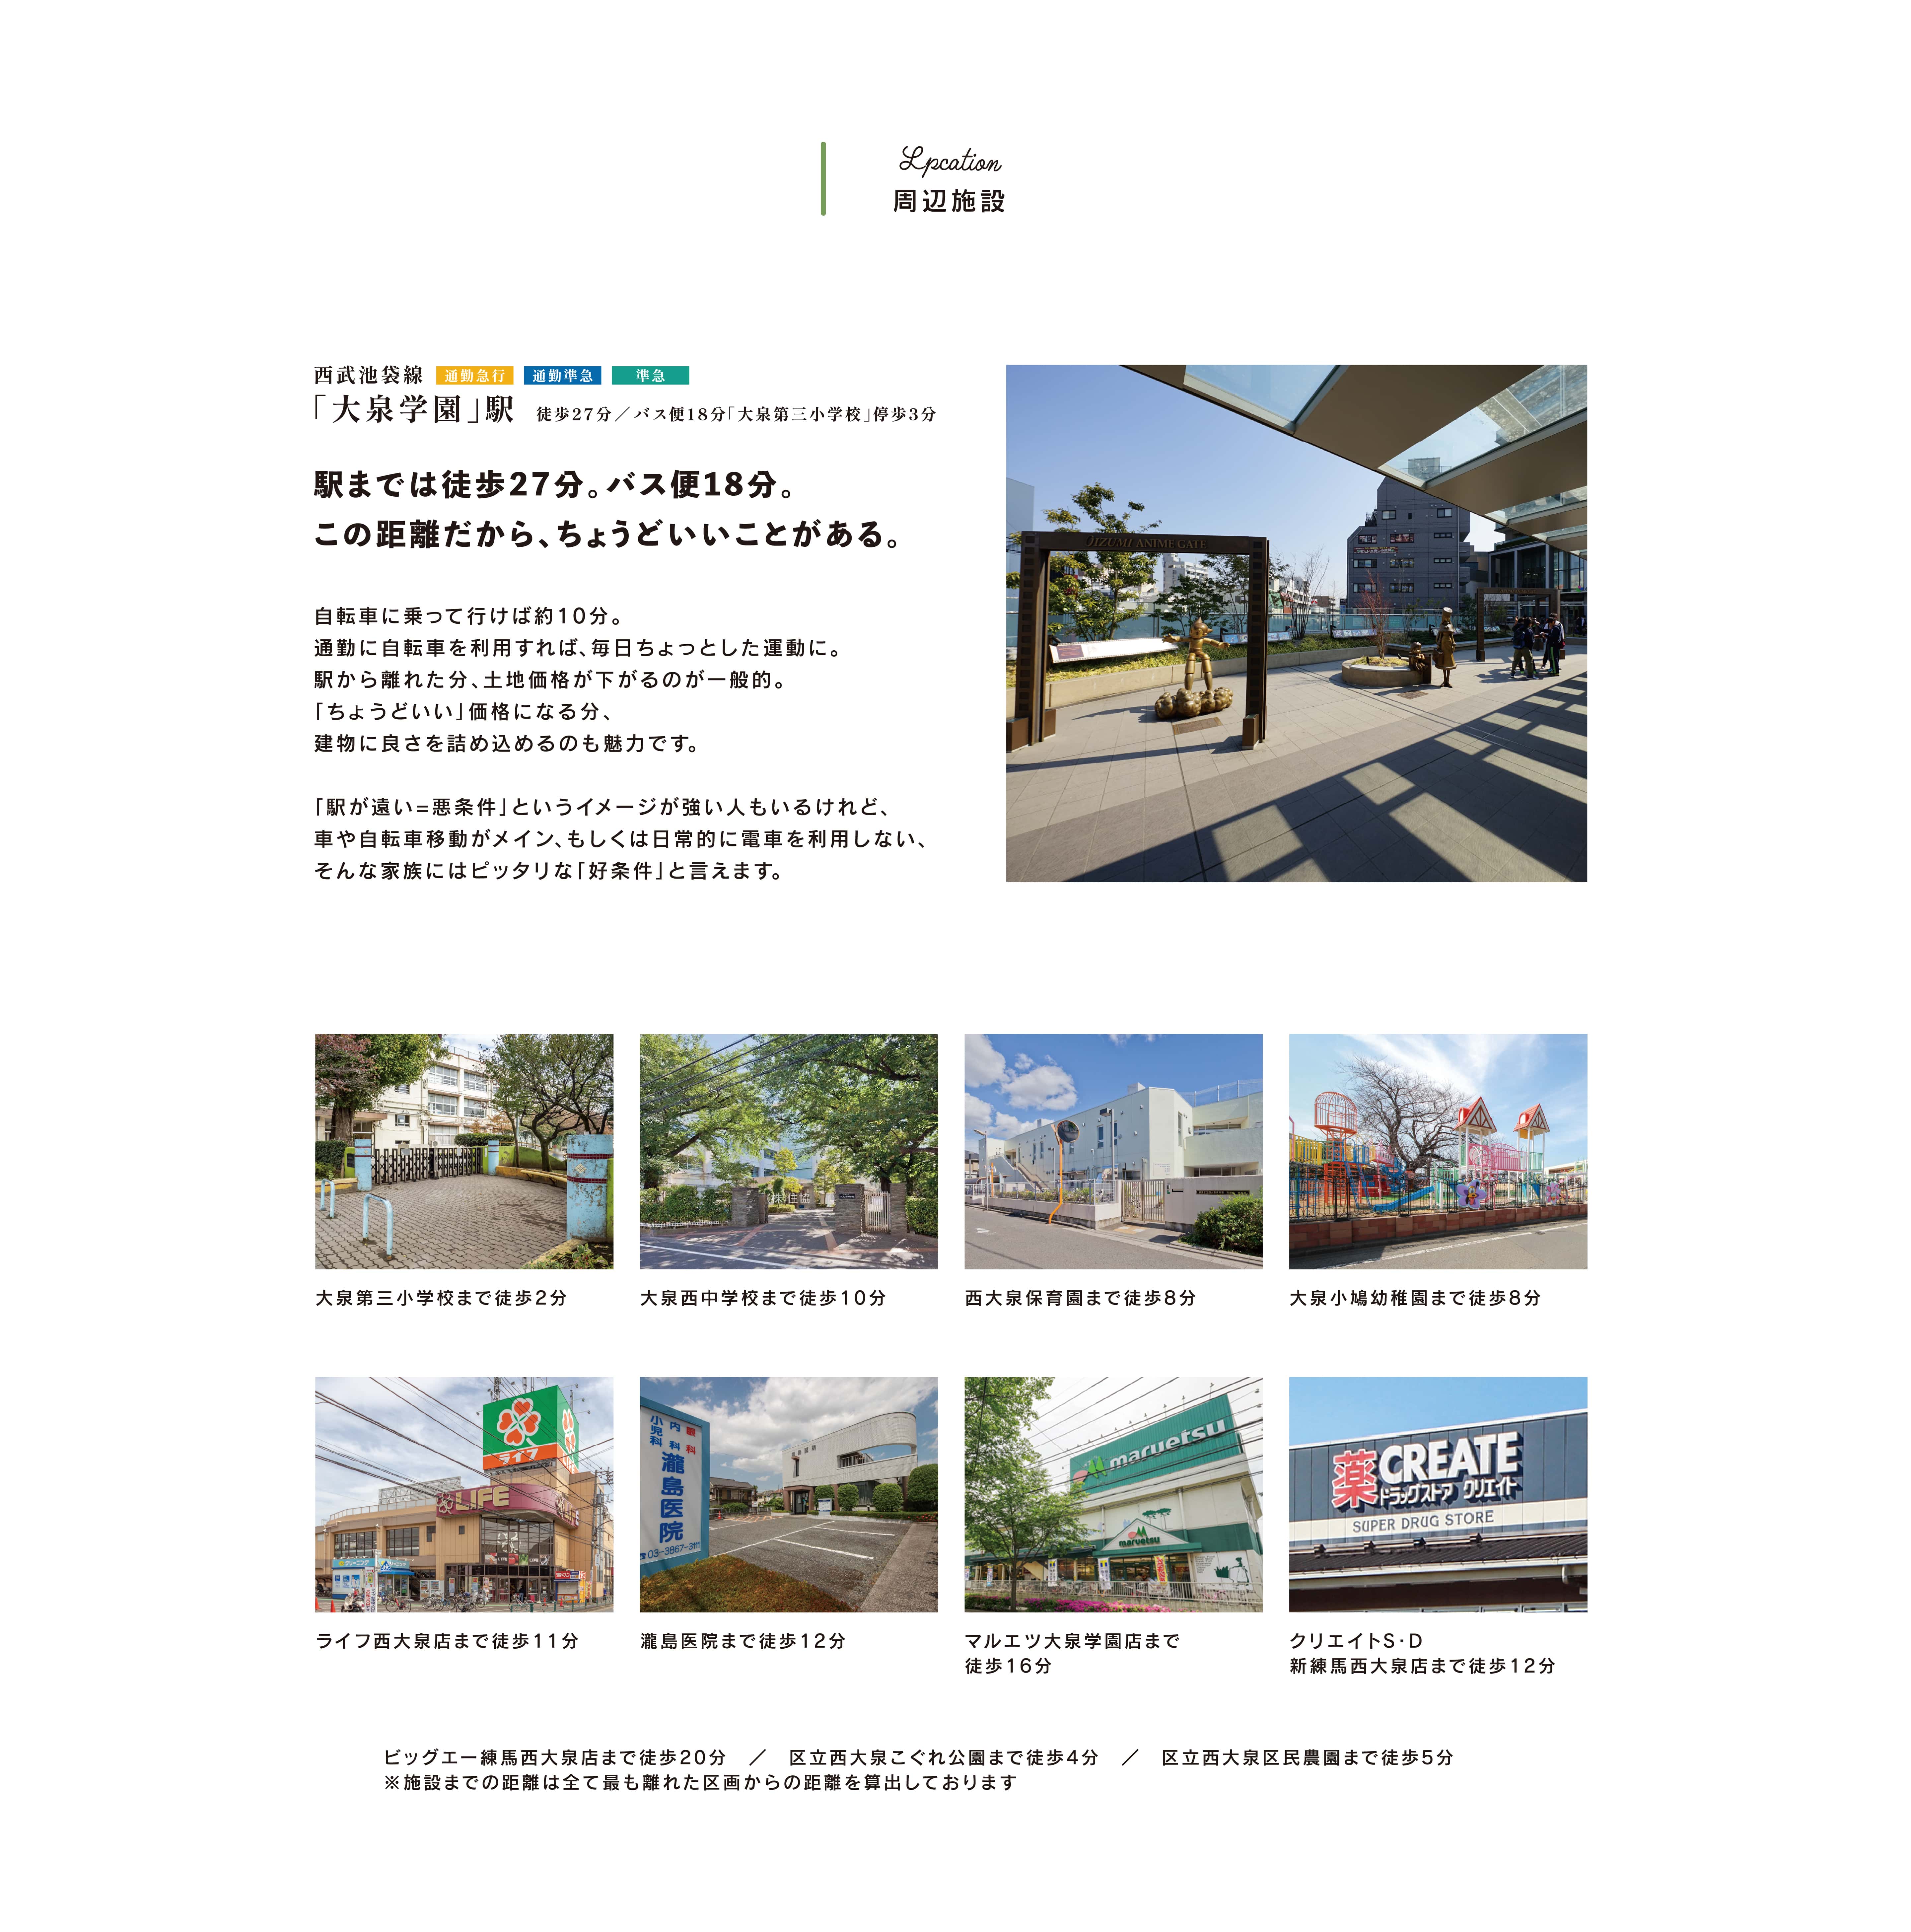 Lpcation
周辺施設
西武池袋線 通勤急行 通勤準急 準急
「大泉学園」駅 徒歩27分／バス便18分「大泉第三小学校」停歩3分
駅までは徒歩27分。バス便18分。
この距離だから、ちょうどいいことがある。
自転車に乗って行けば約10分。
通勤に自転車を利用すれば、毎日ちょっとした運動に。
駅から離れた分、土地価格が下がるのが一般的。
「ちょうどいい」価格になる分、
建物に良さを詰め込めるのも魅力です。
「駅が遠い=悪条件」というイメージが強い人もいるけれど、
車や自転車移動がメイン、もしくは日常的に電車を利用しない、
そんな家族にはピッタリな「好条件」と言えます。
OIZUMI ANIME GATE
(株)住協
大泉第三小学校まで徒歩2分
大泉西中学校まで徒歩10分
西大泉保育園まで徒歩8分
大泉小鳩幼稚園まで徒歩8分
ライフ
LIFE
小児科 内科 眼科
瀧島医院
03-3867-3111
maruetsu
maruetsu
薬 CREATE
ドラッグストア クリエイト
SUPER DRUG STORE
ライフ西大泉店まで徒歩11分
瀧島医院まで徒歩12分
マルエツ大泉学園店まで
徒歩16分
クリエイトS・D
新練馬西大泉店まで徒歩12分
ビッグエー練馬西大泉店まで徒歩20分 ／ 区立西大泉こぐれ公園まで徒歩4分 ／ 区立西大泉区民農園まで徒歩5分
※施設までの距離は全て最も離れた区画からの距離を算出しております